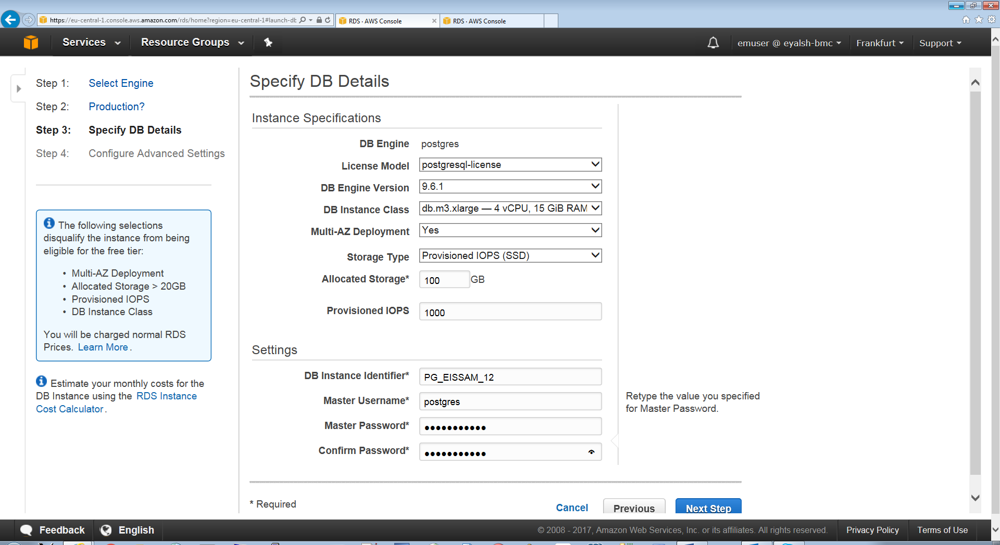 https://eu-central-1.console.aws.amazon.com/rds/home?region=eu-central-1#launch-db
RDS · AWS Console
RDS · AWS Console
Services
Resource Groups
emuser @ eyalsh-bmc
Frankfurt
Support
Step 1: Select Engine
Step 2: Production?
Step 3: Specify DB Details
Step 4: Configure Advanced Settings
The following selections
disqualify the instance from being
eligible for the free tier:
• Multi-AZ Deployment
• Allocated Storage > 20GB
• Provisioned IOPS
• DB Instance Class
You will be charged normal RDS
Prices. Learn More.
Estimate your monthly costs for the
DB Instance using the RDS Instance
Cost Calculator.
Specify DB Details
Instance Specifications
DB Engine postgres
License Model postgresql-license
DB Engine Version 9.6.1
DB Instance Class db.m3.xlarge — 4 vCPU, 15 GiB RAM
Multi-AZ Deployment Yes
Storage Type Provisioned IOPS (SSD)
Allocated Storage* 100 GB
Provisioned IOPS 1000
Settings
DB Instance Identifier* PG_EISSAM_12
Master Username* postgres
Master Password* ●●●●●●●●●●●
Confirm Password* ●●●●●●●●●●●
Retype the value you specified
for Master Password.
* Required
Cancel
Previous
Next Step
Feedback
English
© 2008 - 2017, Amazon Web Services, Inc. or its affiliates. All rights reserved.
Privacy Policy
Terms of Use